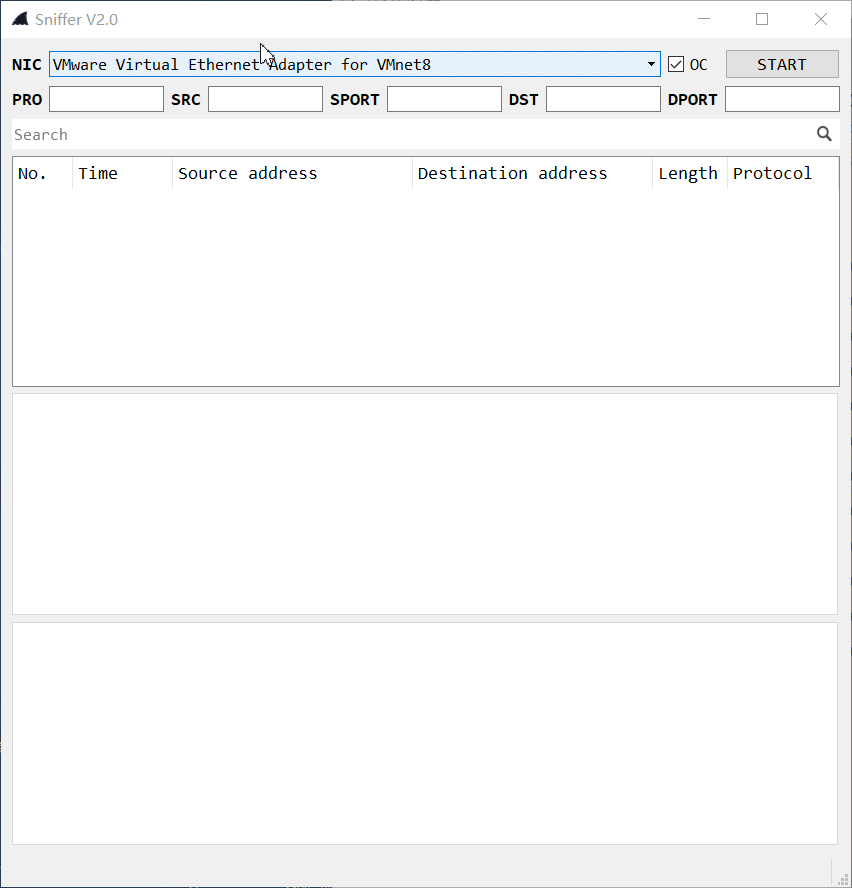 Sniffer V2.0
NIC VMware Virtual Ethernet Adapter for VMnet8 OC START
PRO SRC SPORT DST DPORT
Search
No. Time Source address Destination address Length Protocol